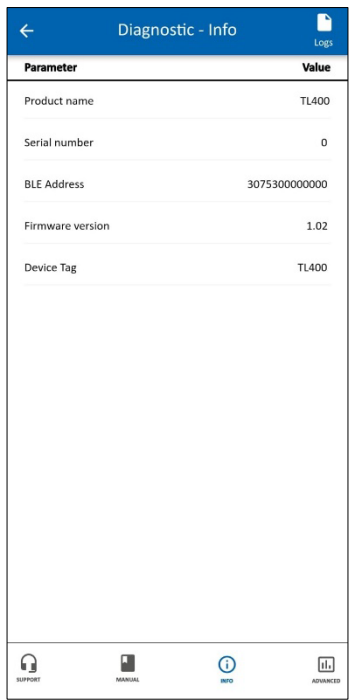 Diagnostic - Info
Logs
Parameter Value
Product name TL400
Serial number 0
BLE Address 3075300000000
Firmware version 1.02
Device Tag TL400
SUPPORT MANUAL INFO ADVANCED